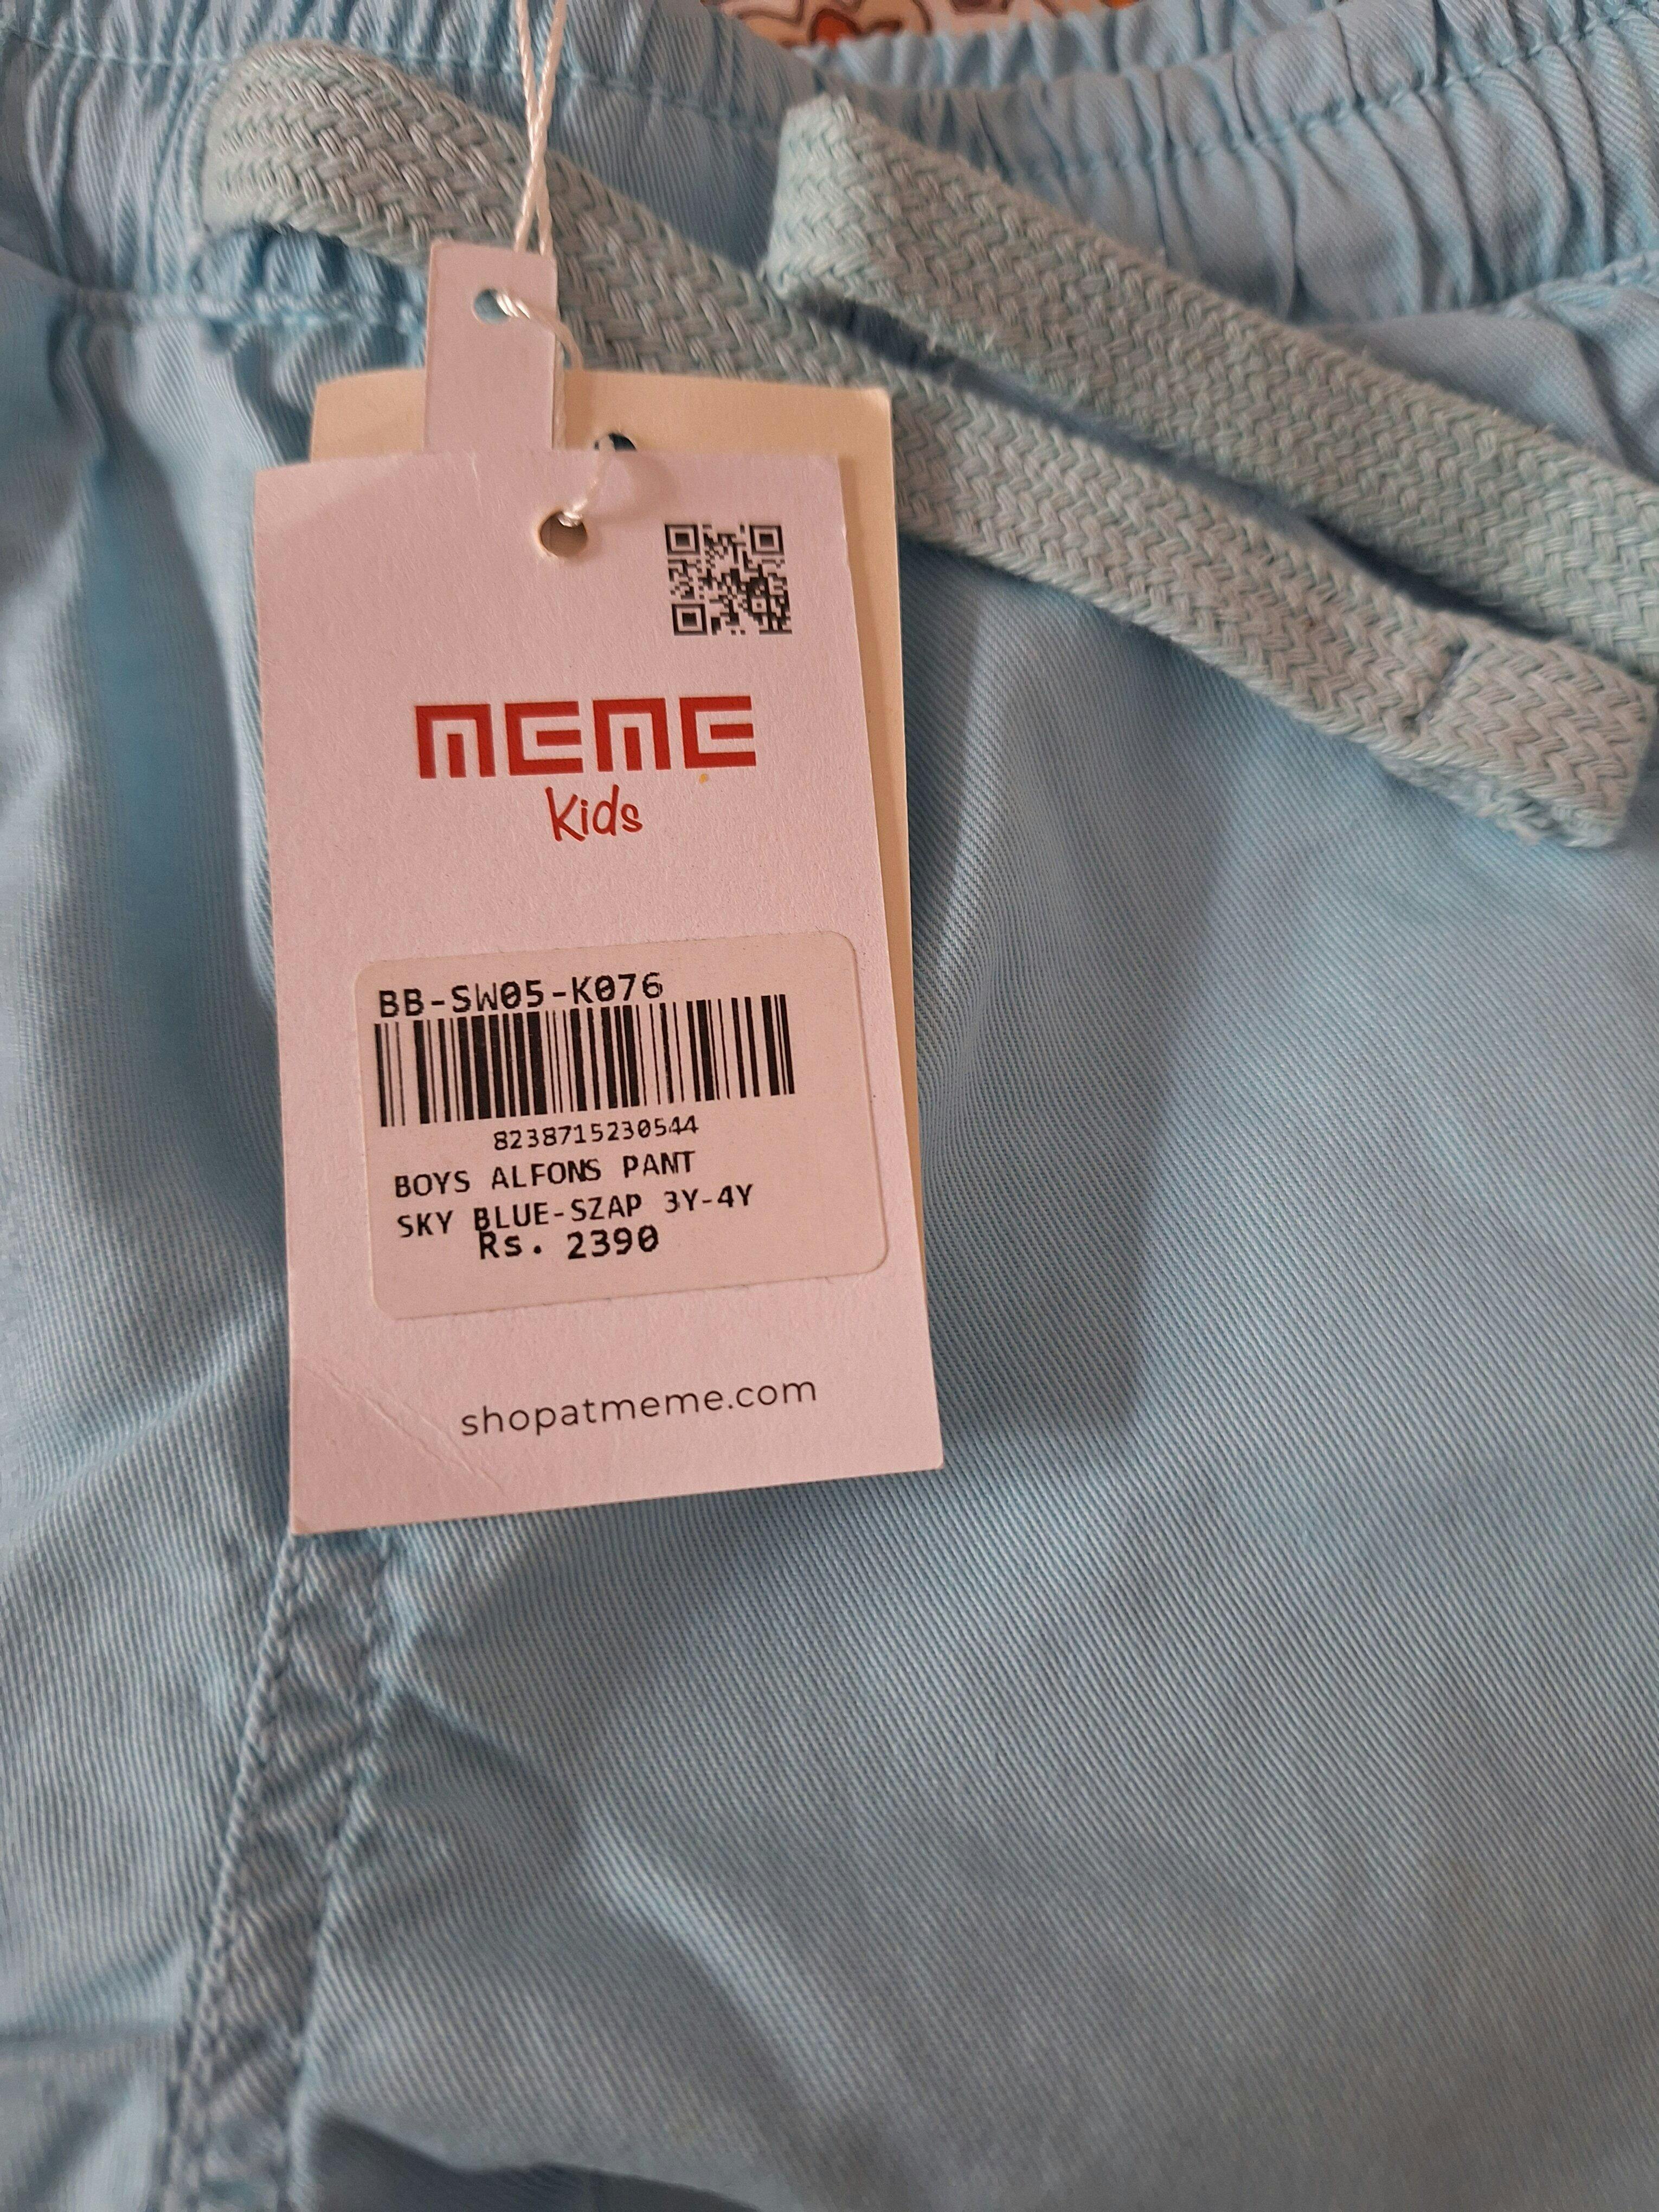 MEME
Kids
BB-SW05-K076
8238715230544
BOYS ALFONS PANT
SKY BLUE-SZAP 3Y-4Y
Rs. 2390
shopatmeme.com